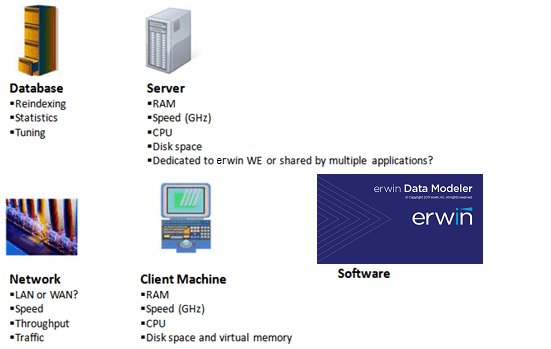 Database
▪Reindexing
▪Statistics
▪Tuning
Server
▪RAM
▪Speed (GHz)
▪CPU
▪Disk space
▪Dedicated to erwin WE or shared by multiple applications?
Network
▪LAN or WAN?
▪Speed
▪Throughput
▪Traffic
Client Machine
▪RAM
▪Speed (GHz)
▪CPU
▪Disk space and virtual memory
erwin Data Modeler
© Copyright 2017 erwin, Inc. All rights reserved.
erwin
Software